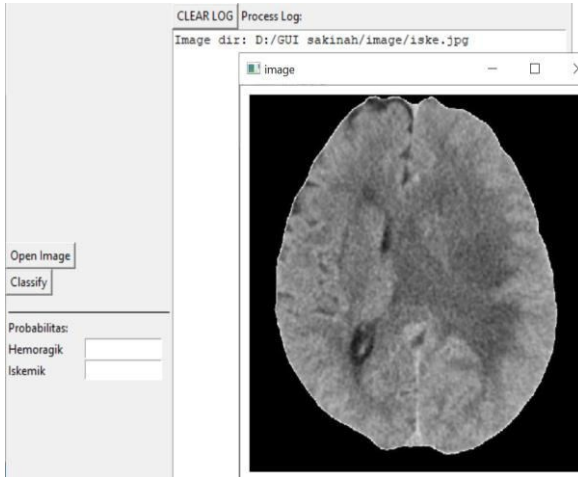 CLEAR LOG Process Log:
Image dir: D:/GUI sakinah/image/iske.jpg
image
Open Image
Classify
Probabilitas:
Hemoragik
Iskemik